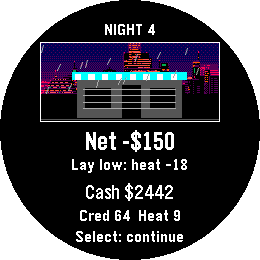 NIGHT 4
Net -$150
Lay low: heat -18
Cash $2442
Cred 64 Heat 9
Select: continue